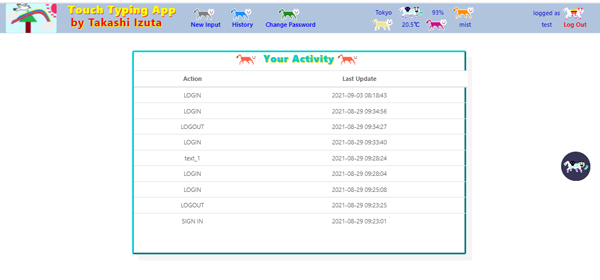 Touch Typing App
by Takashi Izuta
New Input History Change Password
Tokyo 93%
20.5℃ mist
logged as
test Log Out
Your Activity
Action Last Update
LOGIN 2021-09-03 08:18:43
LOGIN 2021-08-29 09:34:56
LOGOUT 2021-08-29 09:34:27
LOGIN 2021-08-29 09:33:40
text_1 2021-08-29 09:28:24
LOGIN 2021-08-29 09:28:04
LOGIN 2021-08-29 09:25:08
LOGOUT 2021-08-29 09:23:25
SIGN IN 2021-08-29 09:23:01